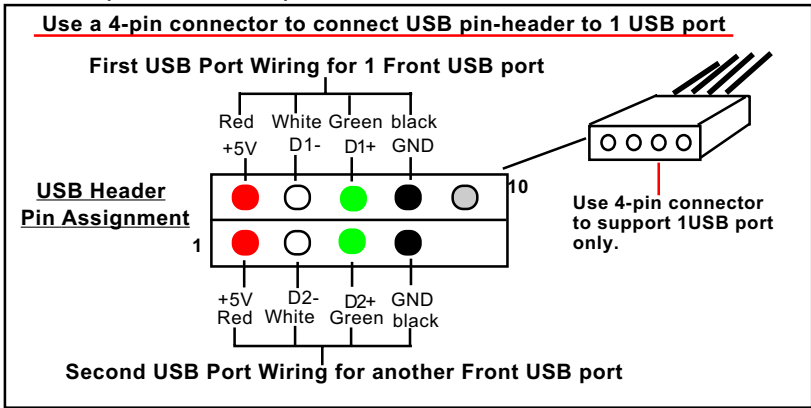 Use a 4-pin connector to connect USB pin-header to 1 USB port
First USB Port Wiring for 1 Front USB port
Red White Green black
+5V D1- D1+ GND
USB Header
Pin Assignment
10
1
Use 4-pin connector
to support 1USB port
only.
+5V D2- D2+ GND
Red White Green black
Second USB Port Wiring for another Front USB port